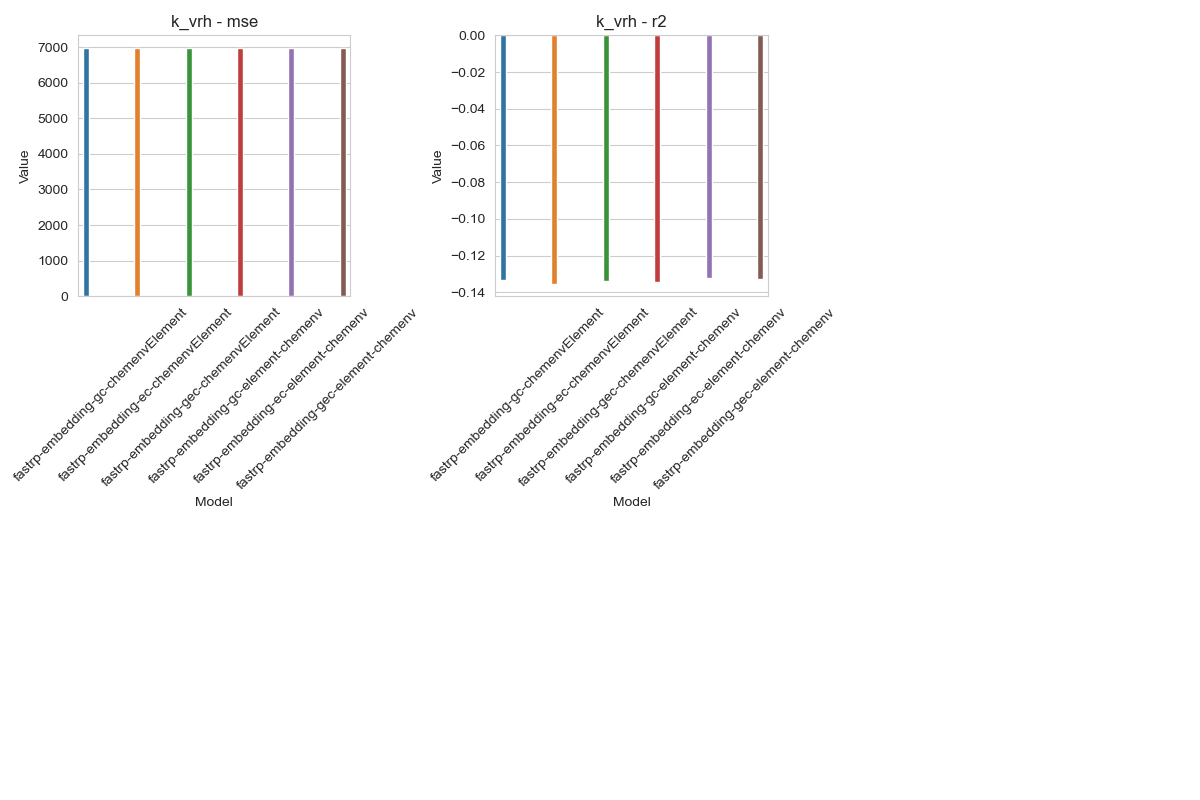 k_vrh - mse
Value
7000
6000
5000
4000
3000
2000
1000
0
fastrp-embedding-gc-chemenvElement
fastrp-embedding-ec-chemenvElement
fastrp-embedding-gec-chemenvElement
fastrp-embedding-gc-element-chemenv
fastrp-embedding-ec-element-chemenv
fastrp-embedding-gec-element-chemenv
Model
k_vrh - r2
Value
0.00
−0.02
−0.04
−0.06
−0.08
−0.10
−0.12
−0.14
fastrp-embedding-gc-chemenvElement
fastrp-embedding-ec-chemenvElement
fastrp-embedding-gec-chemenvElement
fastrp-embedding-gc-element-chemenv
fastrp-embedding-ec-element-chemenv
fastrp-embedding-gec-element-chemenv
Model